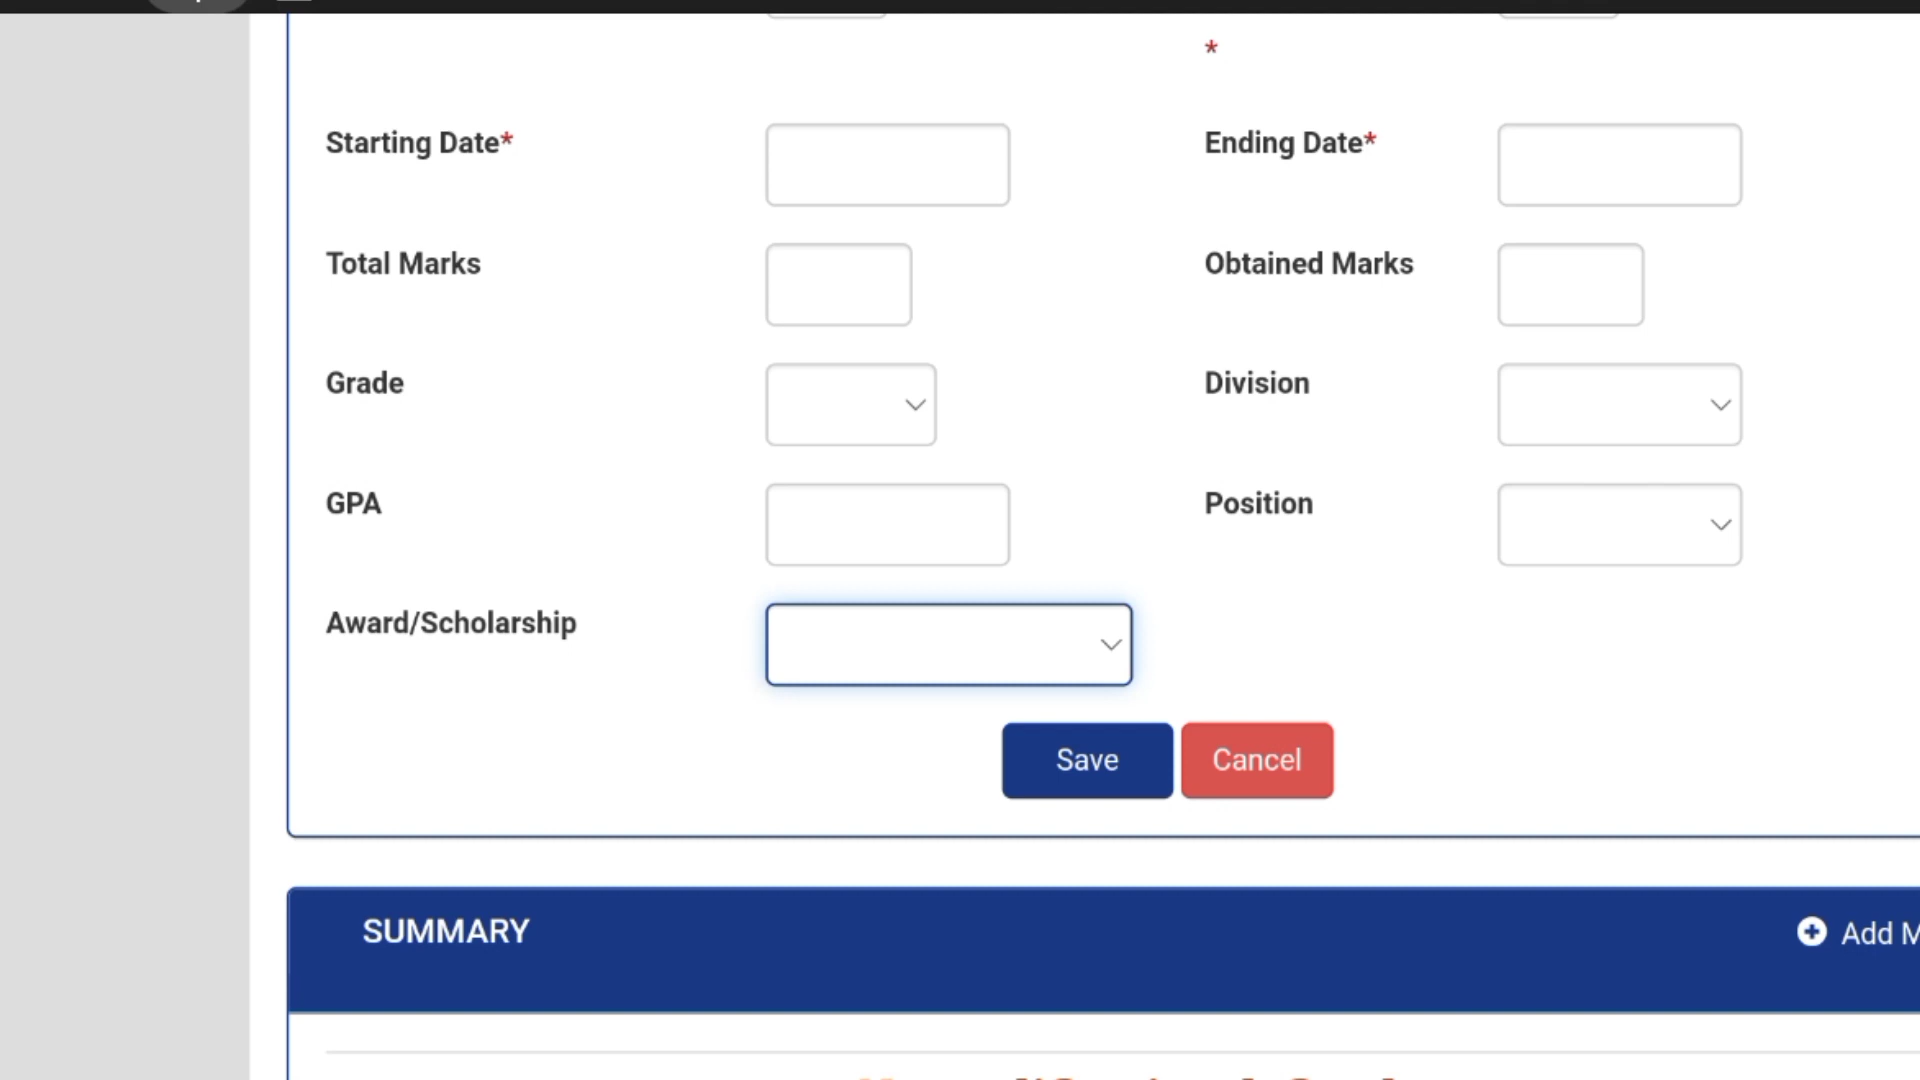 *
Starting Date* Ending Date*
Total Marks Obtained Marks
Grade Division
GPA Position
Award/Scholarship
Save Cancel
SUMMARY Add